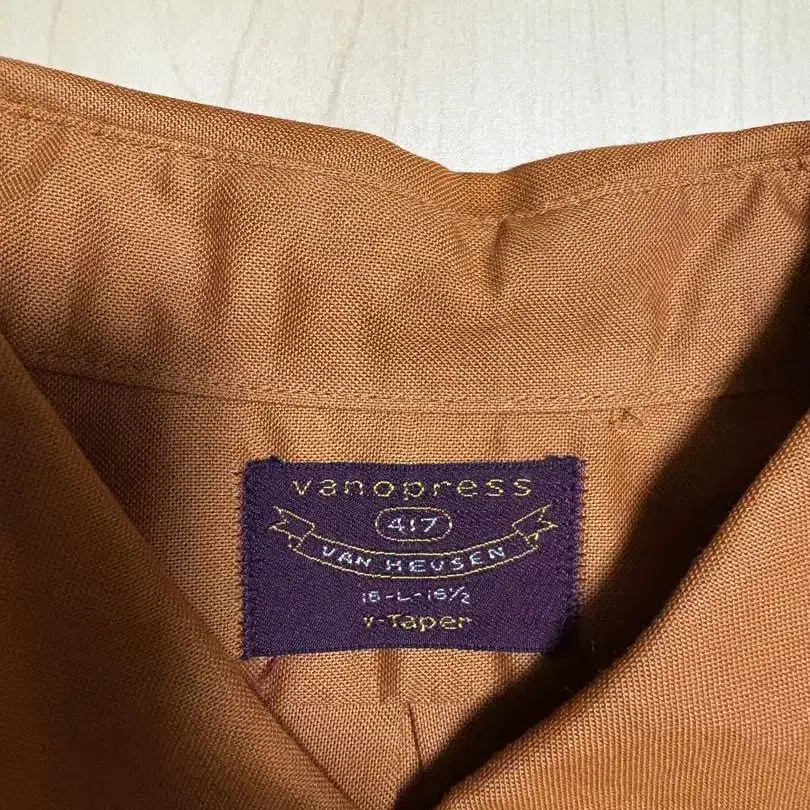 vanopress
417
VAN HEUSEN
16-L-16½
v-Taper